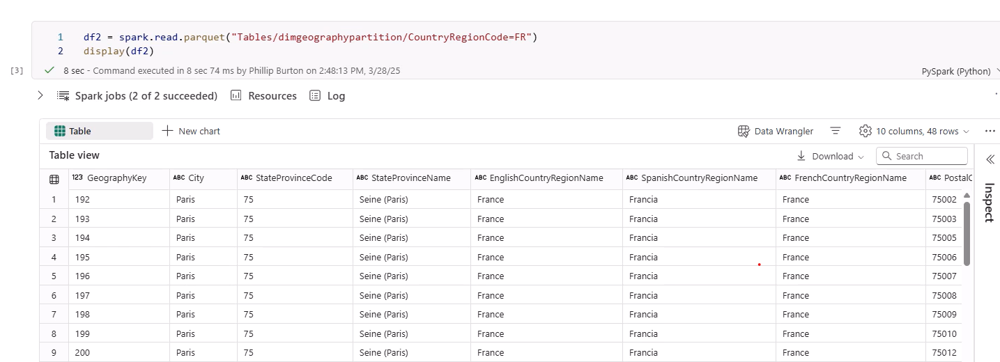 1 df2 = spark.read.parquet("Tables/dimgeographypartition/CountryRegionCode=FR")
2 display(df2)
[3] 8 sec - Command executed in 8 sec 74 ms by Phillip Burton on 2:48:13 PM, 3/28/25 PySpark (Python)
Spark jobs (2 of 2 succeeded) Resources Log
Table New chart Data Wrangler 10 columns, 48 rows
Table view Download Search
123 GeographyKey ABC City ABC StateProvinceCode ABC StateProvinceName ABC EnglishCountryRegionName ABC SpanishCountryRegionName ABC FrenchCountryRegionName ABC PostalC
1 192 Paris 75 Seine (Paris) France Francia France 75002
2 193 Paris 75 Seine (Paris) France Francia France 75003
3 194 Paris 75 Seine (Paris) France Francia France 75005
4 195 Paris 75 Seine (Paris) France Francia France 75006
5 196 Paris 75 Seine (Paris) France Francia France 75007
6 197 Paris 75 Seine (Paris) France Francia France 75008
7 198 Paris 75 Seine (Paris) France Francia France 75009
8 199 Paris 75 Seine (Paris) France Francia France 75010
9 200 Paris 75 Seine (Paris) France Francia France 75012
Inspect